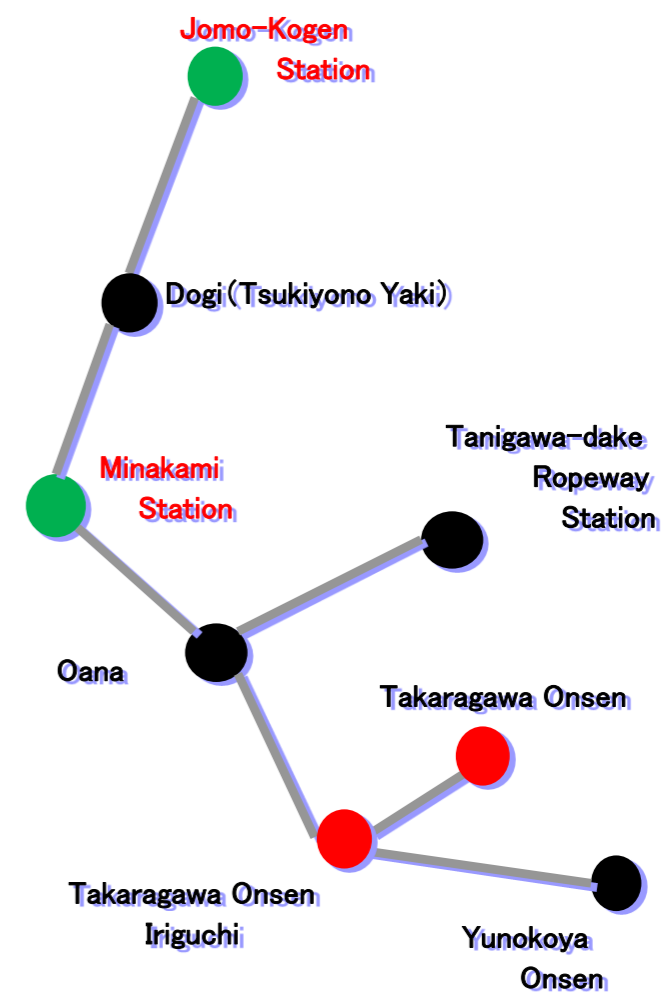 Jomo-Kogen
Station
Dogi(Tsukiyono Yaki)
Tanigawa-dake
Ropeway
Station
Minakami
Station
Oana
Takaragawa Onsen
Takaragawa Onsen
Iriguchi
Yunokoya
Onsen